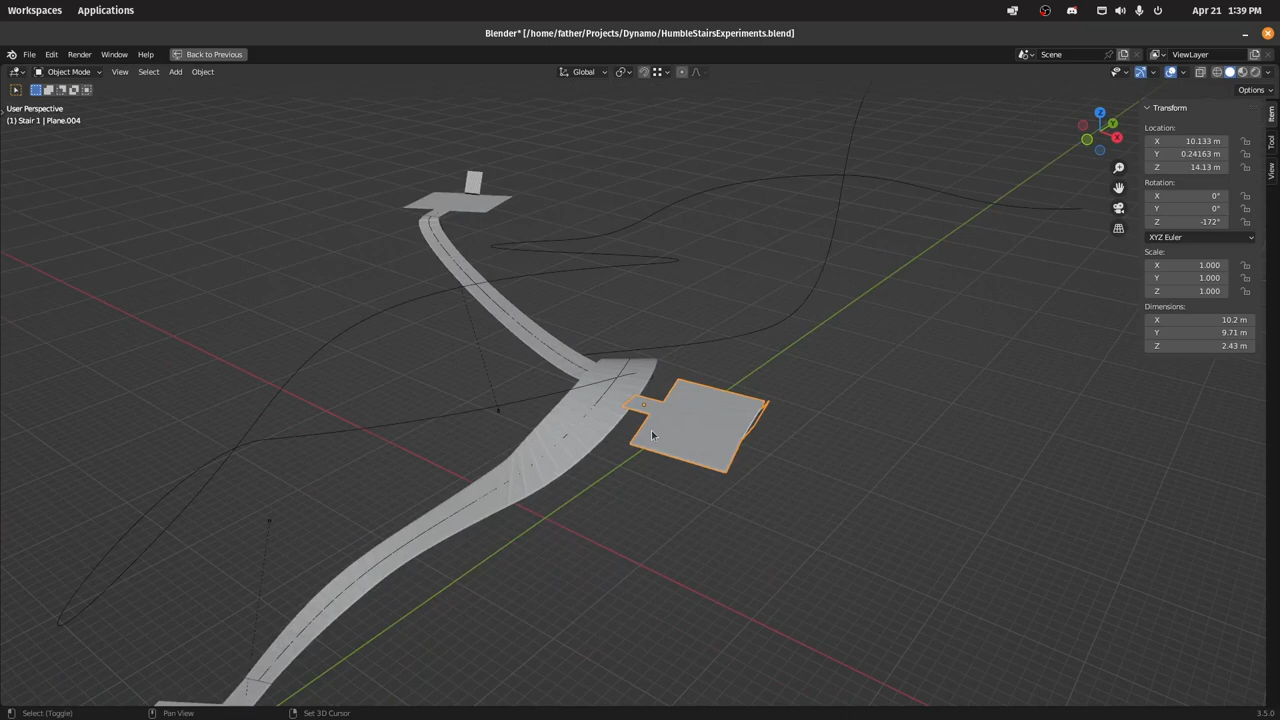 Workspaces Applications Apr 21 1:39 PM
Blender* [/home/father/Projects/Dynamo/HumbleStairsExperiments.blend]
File Edit Render Window Help Back to Previous Scene ViewLayer
Object Mode View Select Add Object Global
Options
User Perspective
(1) Stair 1 | Plane.004
Transform
Location:
X 10.133 m
Y 0.24163 m
Z 14.13 m
Rotation:
X 0°
Y 0°
Z -172°
XYZ Euler
Scale:
X 1.000
Y 1.000
Z 1.000
Dimensions:
X 10.2 m
Y 9.71 m
Z 2.43 m
Item
Tool
View
Z
Y
X
Select (Toggle) Pan View Set 3D Cursor 3.5.0